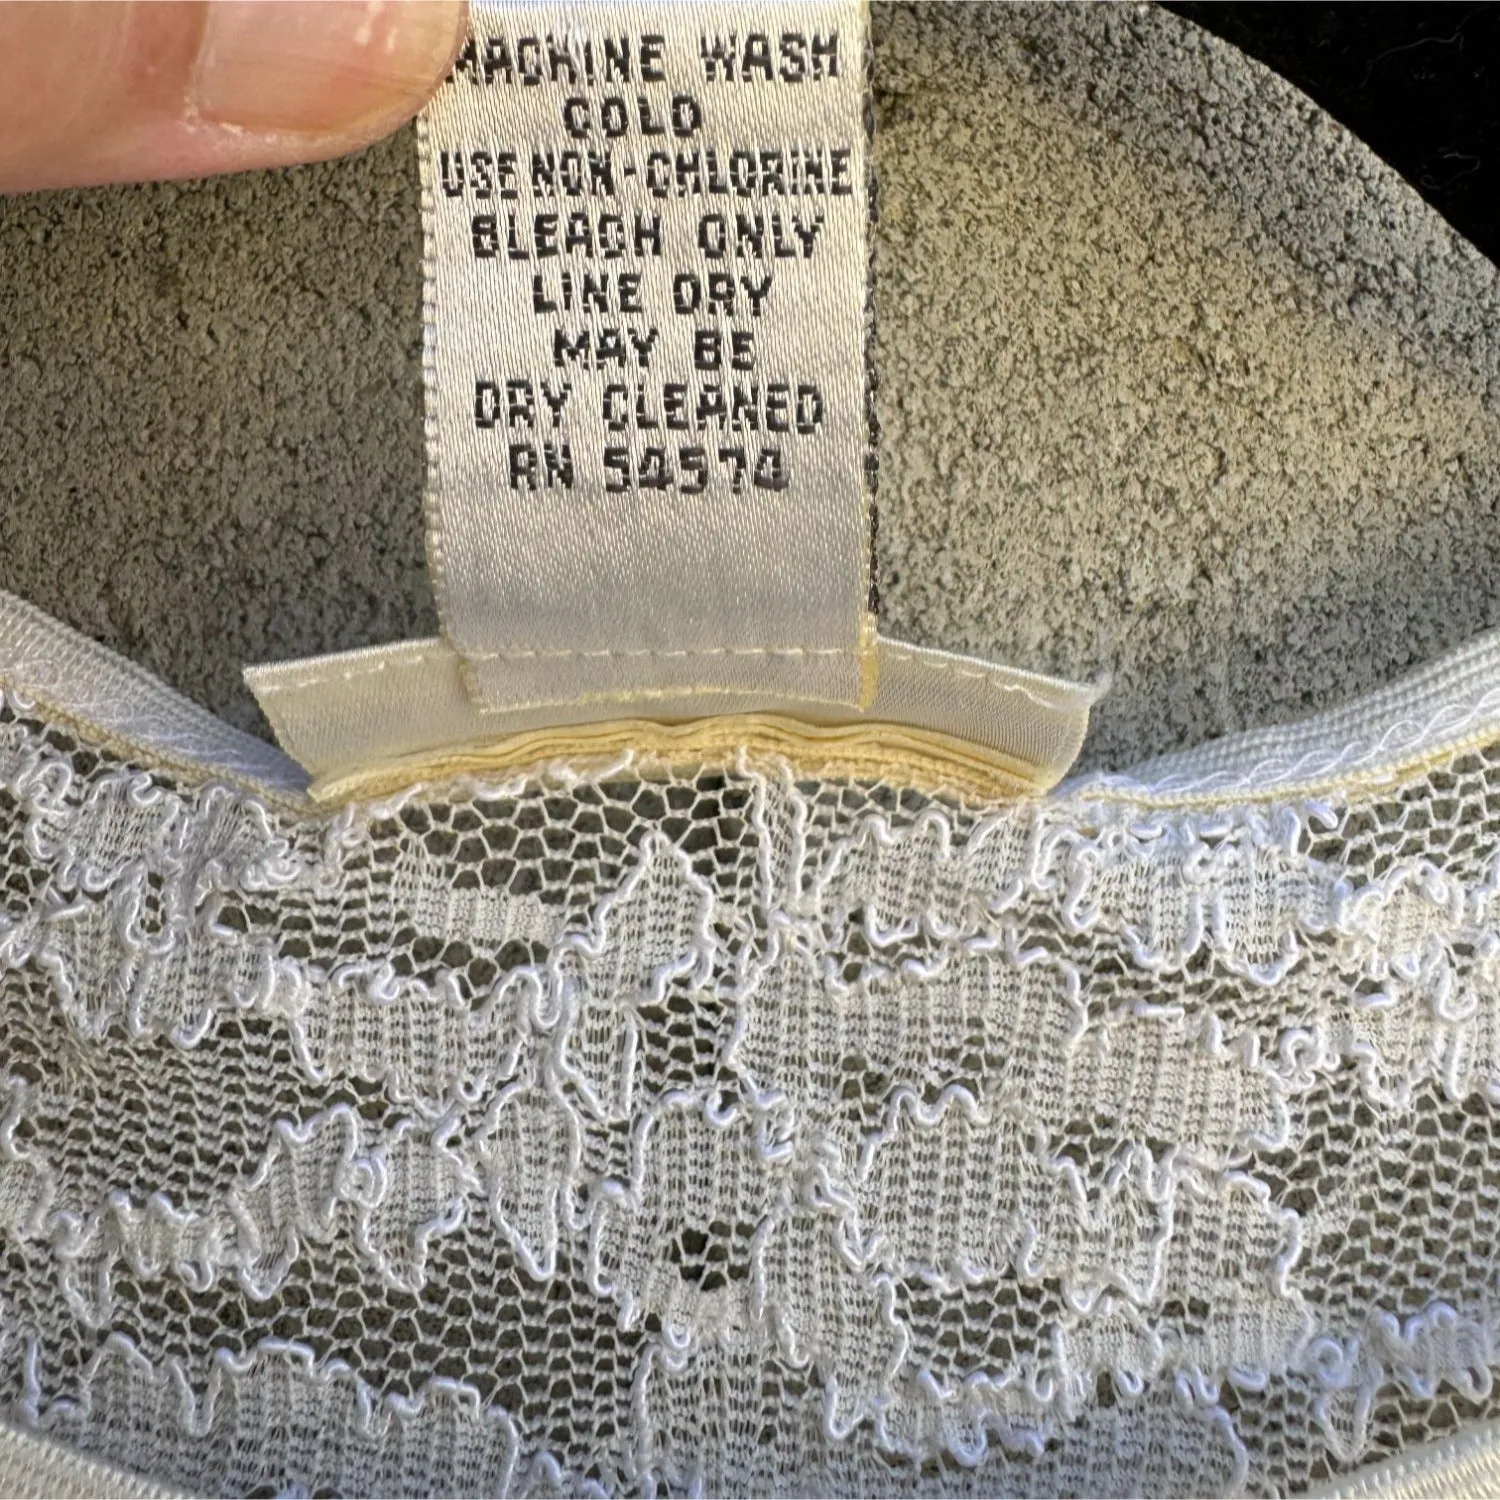 MACHINE WASH
COLD
USE NON-CHLORINE
BLEACH ONLY
LINE DRY
MAY BE
DRY CLEANED
RN 54574